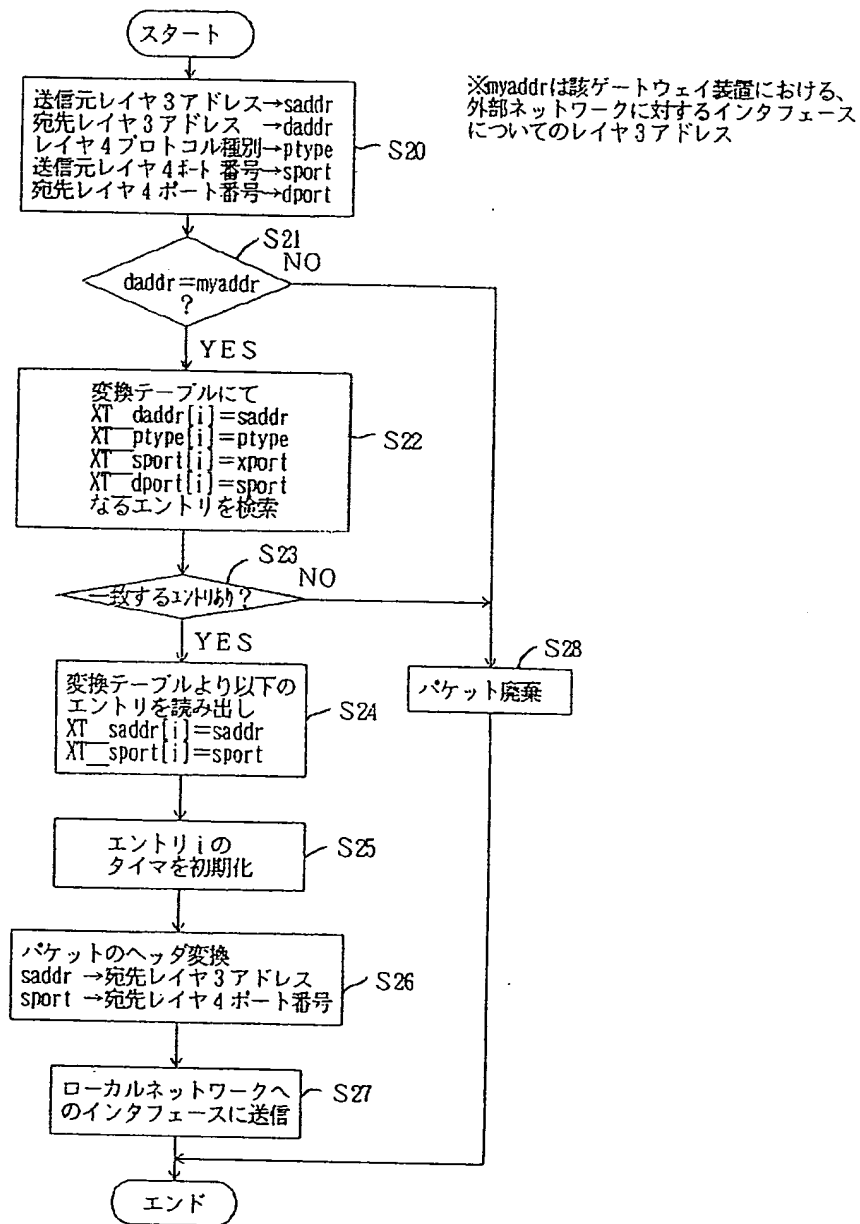 スタート
※myaddrは該ゲートウェイ装置における、
外部ネットワークに対するインタフェース
についてのレイヤ3アドレス
送信元レイヤ3アドレス→saddr
宛先レイヤ3アドレス →daddr
レイヤ4プロトコル種別→ptype
送信元レイヤ4ポート番号→sport
宛先レイヤ4ポート番号→dport
S20
S21
NO
daddr=myaddr
?
YES
変換テーブルにて
XT_daddr[i]=saddr
XT_ptype[i]=ptype
XT_sport[i]=xport
XT_dport[i]=sport
なるエントリを検索
S22
S23
NO
一致するエントリあり?
YES
S28
パケット廃棄
変換テーブルより以下の
エントリを読み出し
XT_saddr[i]=saddr
XT_sport[i]=sport
S24
エントリiの
タイマを初期化
S25
パケットのヘッダ変換
saddr →宛先レイヤ3アドレス
sport →宛先レイヤ4ポート番号
S26
ローカルネットワークへ
のインタフェースに送信
S27
エンド